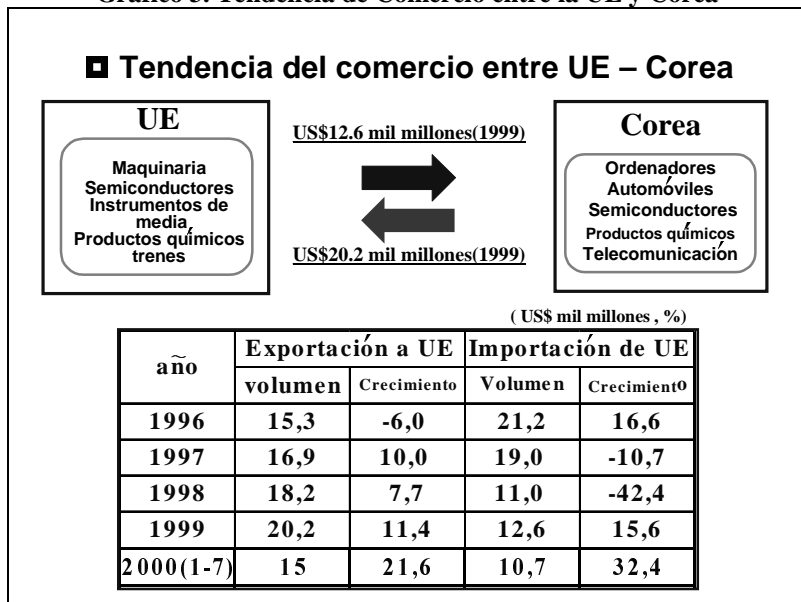 Gráfico 5. Tendencia de Comercio entre la UE y Corea
Tendencia del comercio entre UE – Corea
UE
Maquinaria
Semiconductores
Instrumentos de
media
Productos químicos
trenes
US$12.6 mil millones(1999)
US$20.2 mil millones(1999)
Corea
Ordenadores
Automóviles
Semiconductores
Productos químicos
Telecomunicación
( US$ mil millones , %)
año Exportación a UE Importación de UE
volumen Crecimiento Volumen Crecimiento
1996 15,3 -6,0 21,2 16,6
1997 16,9 10,0 19,0 -10,7
1998 18,2 7,7 11,0 -42,4
1999 20,2 11,4 12,6 15,6
2000(1-7) 15 21,6 10,7 32,4